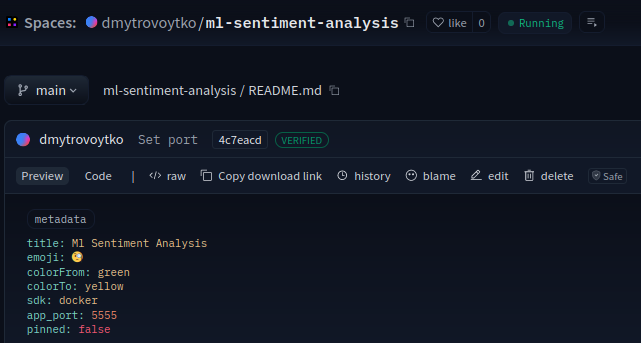 Spaces: dmytrovoytko/ml-sentiment-analysis like 0 Running
main ml-sentiment-analysis / README.md
dmytrovoytko Set port 4c7eacd VERIFIED
Preview Code | raw Copy download link history blame edit delete Safe
metadata
title: Ml Sentiment Analysis
emoji: 🧐
colorFrom: green
colorTo: yellow
sdk: docker
app_port: 5555
pinned: false